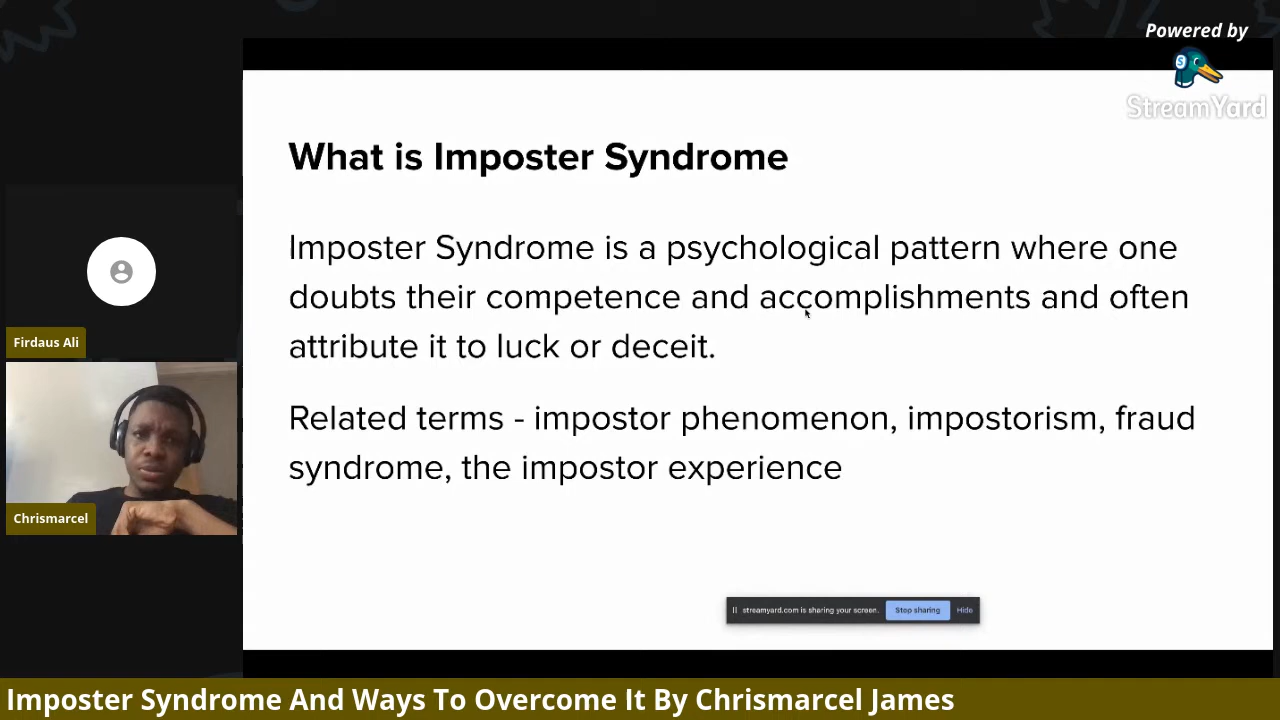 Powered by
StreamYard
What is Imposter Syndrome
Imposter Syndrome is a psychological pattern where one
doubts their competence and accomplishments and often
attribute it to luck or deceit.
Related terms - impostor phenomenon, impostorism, fraud
syndrome, the impostor experience
Firdaus Ali
Chrismarcel
streamyard.com is sharing your screen. Stop sharing Hide
Imposter Syndrome And Ways To Overcome It By Chrismarcel James